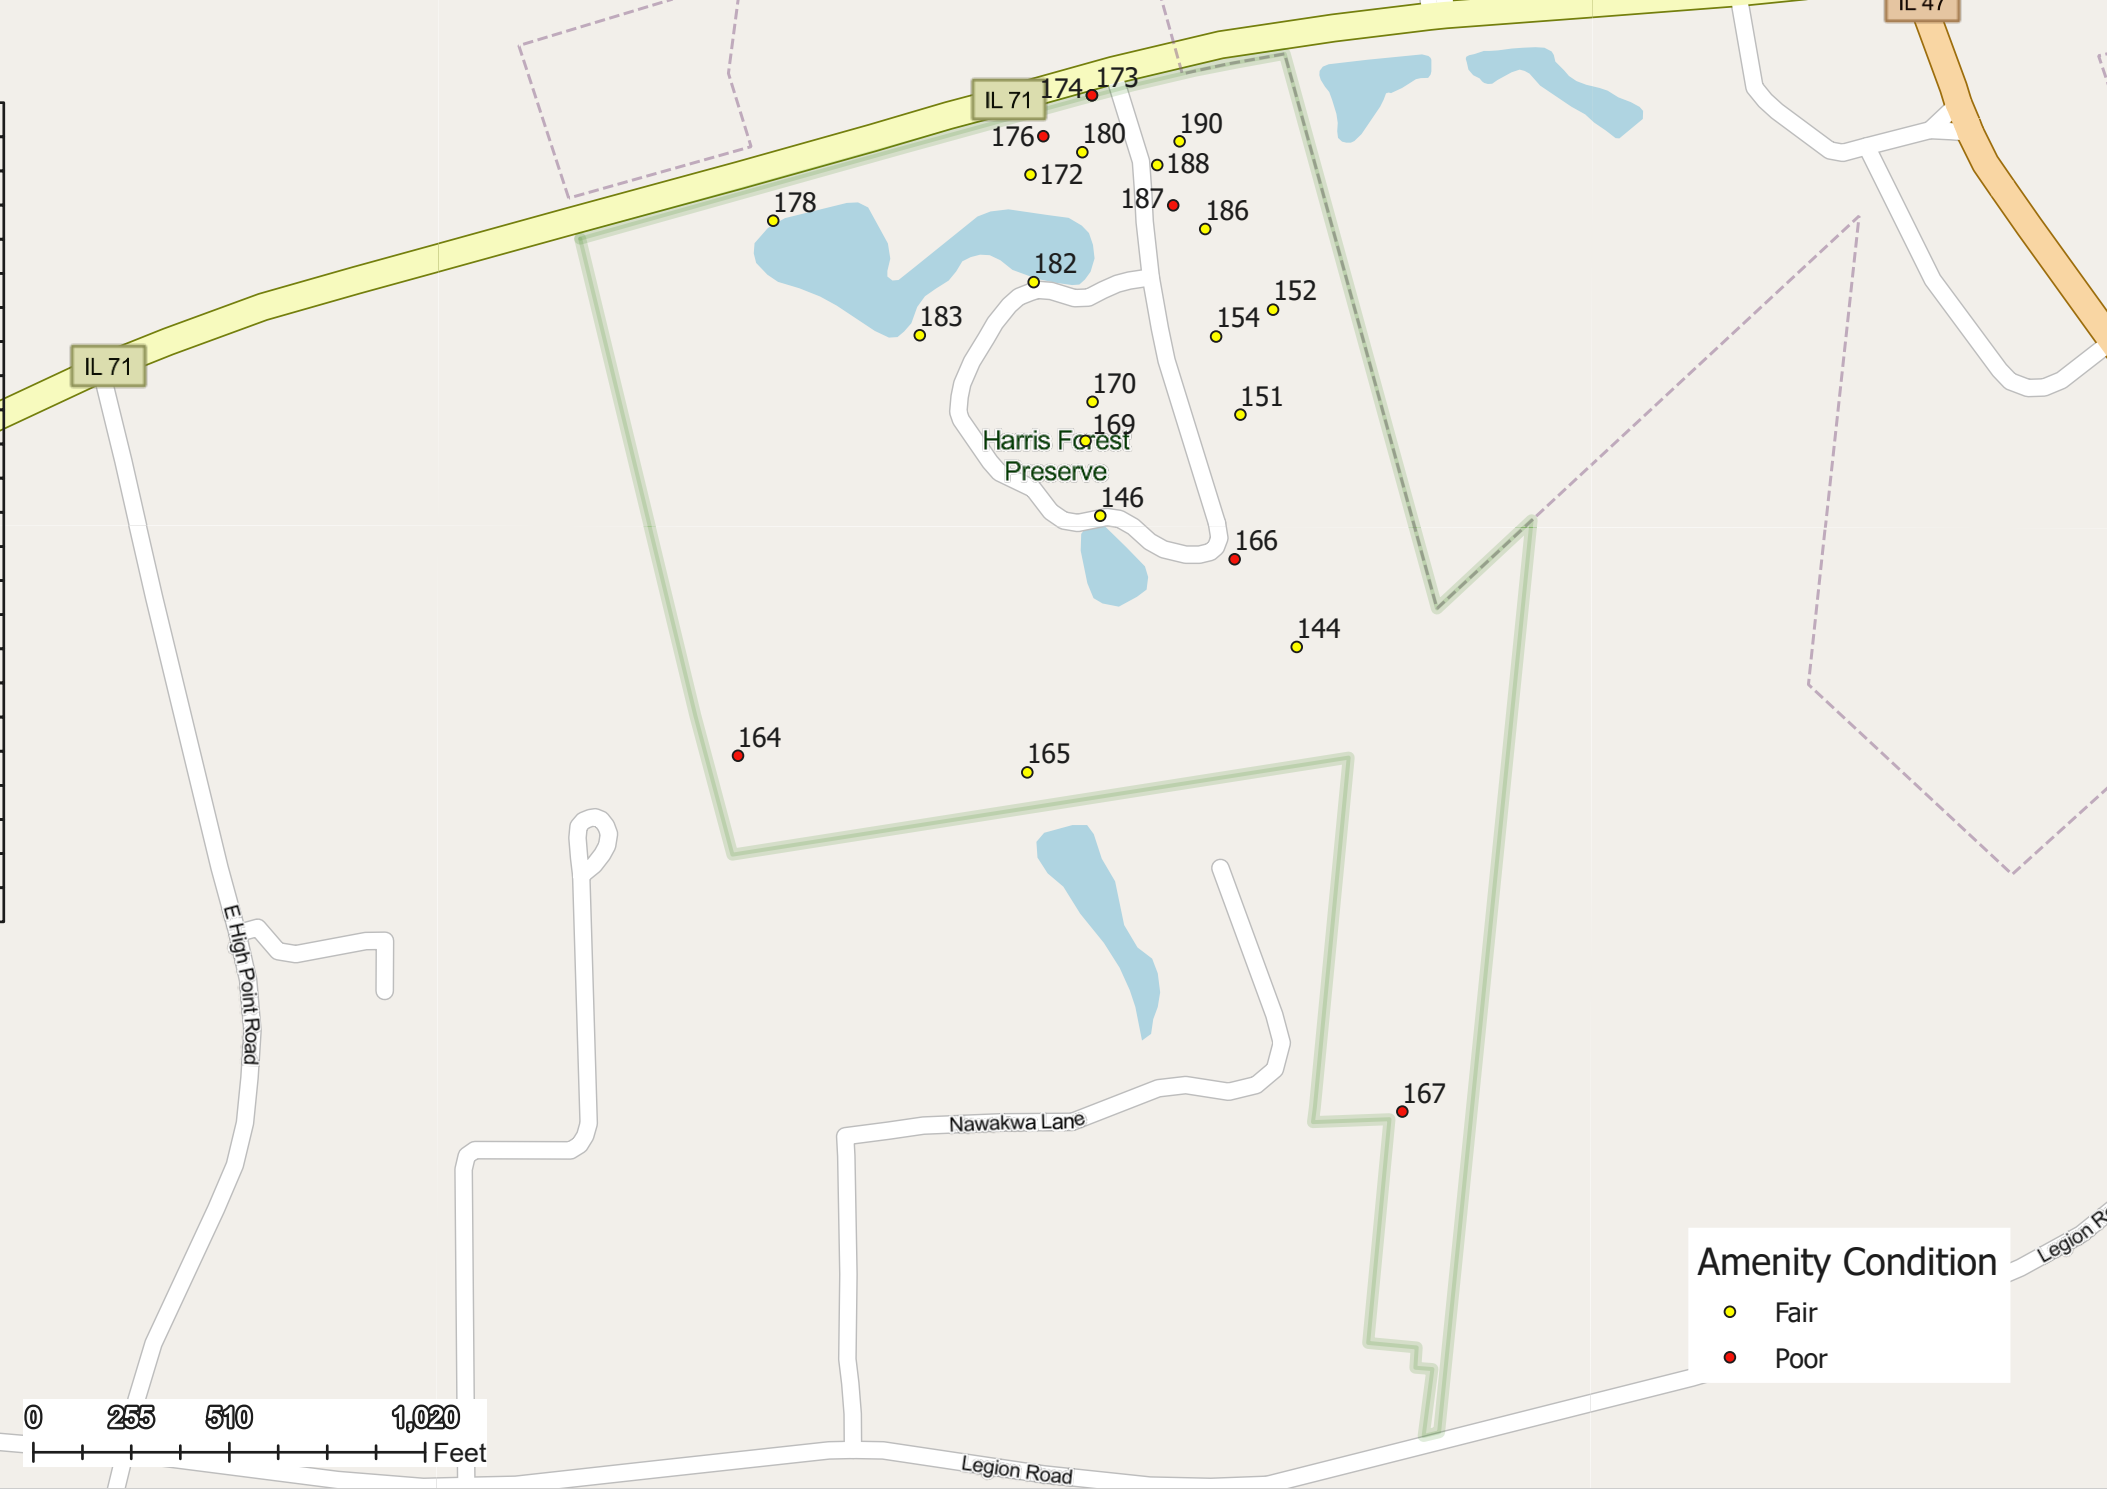 IL 47
IL 71
174
173
176
180
190
172
188
178
187
186
182
183
152
154
IL 71
170
151
169
Harris Forest
Preserve
146
166
144
164
165
E High Point Road
Nawakwa Lane
167
Legion
Amenity Condition
Fair
Poor
0 255 510 1,020
Feet
Legion Road